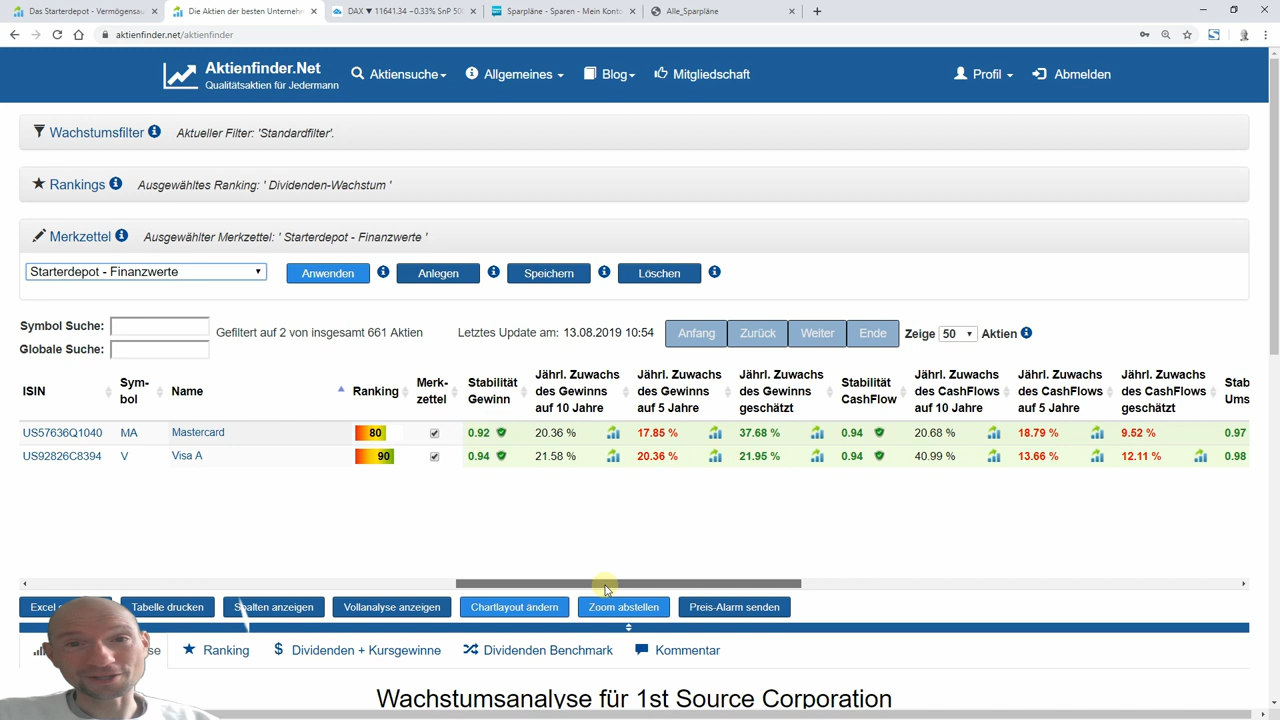 Das Starterdepot - Vermögensau
Die Aktien der besten Unternehm
DAX ▼ 11641.34 −0.33% SnP 500
Sparpläne - Sparen - Mein Konto
Alle_Sparpläne
aktienfinder.net/aktienfinder
Aktienfinder.Net
Qualitätsaktien für Jedermann
Aktiensuche
Allgemeines
Blog
Mitgliedschaft
Profil
Abmelden
Wachstumsfilter Aktueller Filter: 'Standardfilter'.
Rankings Ausgewähltes Ranking: ' Dividenden-Wachstum '
Merkzettel Ausgewählter Merkzettel: ' Starterdepot - Finanzwerte '
Starterdepot - Finanzwerte Anwenden Anlegen Speichern Löschen
Symbol Suche: Gefiltert auf 2 von insgesamt 661 Aktien Letztes Update am: 13.08.2019 10:54 Anfang Zurück Weiter Ende Zeige 50 Aktien
Globale Suche:
ISIN
Sym-
bol
Name
Ranking
Merk-
zettel
Stabilität
Gewinn
Jährl. Zuwachs
des Gewinns
auf 10 Jahre
Jährl. Zuwachs
des Gewinns
auf 5 Jahre
Jährl. Zuwachs
des Gewinns
geschätzt
Stabilität
CashFlow
Jährl. Zuwachs
des CashFlows
auf 10 Jahre
Jährl. Zuwachs
des CashFlows
auf 5 Jahre
Jährl. Zuwachs
des CashFlows
geschätzt
Stab
Ums
US57636Q1040 MA Mastercard 80 0.92 20.36 % 17.85 % 37.68 % 0.94 20.68 % 18.79 % 9.52 % 0.97
US92826C8394 V Visa A 90 0.94 21.58 % 20.36 % 21.95 % 0.94 40.99 % 13.66 % 12.11 % 0.98
Excel Tabelle drucken Spalten anzeigen Vollanalyse anzeigen Chartlayout ändern Zoom abstellen Preis-Alarm senden
Ranking Dividenden + Kursgewinne Dividenden Benchmark Kommentar
Wachstumsanalyse für 1st Source Corporation